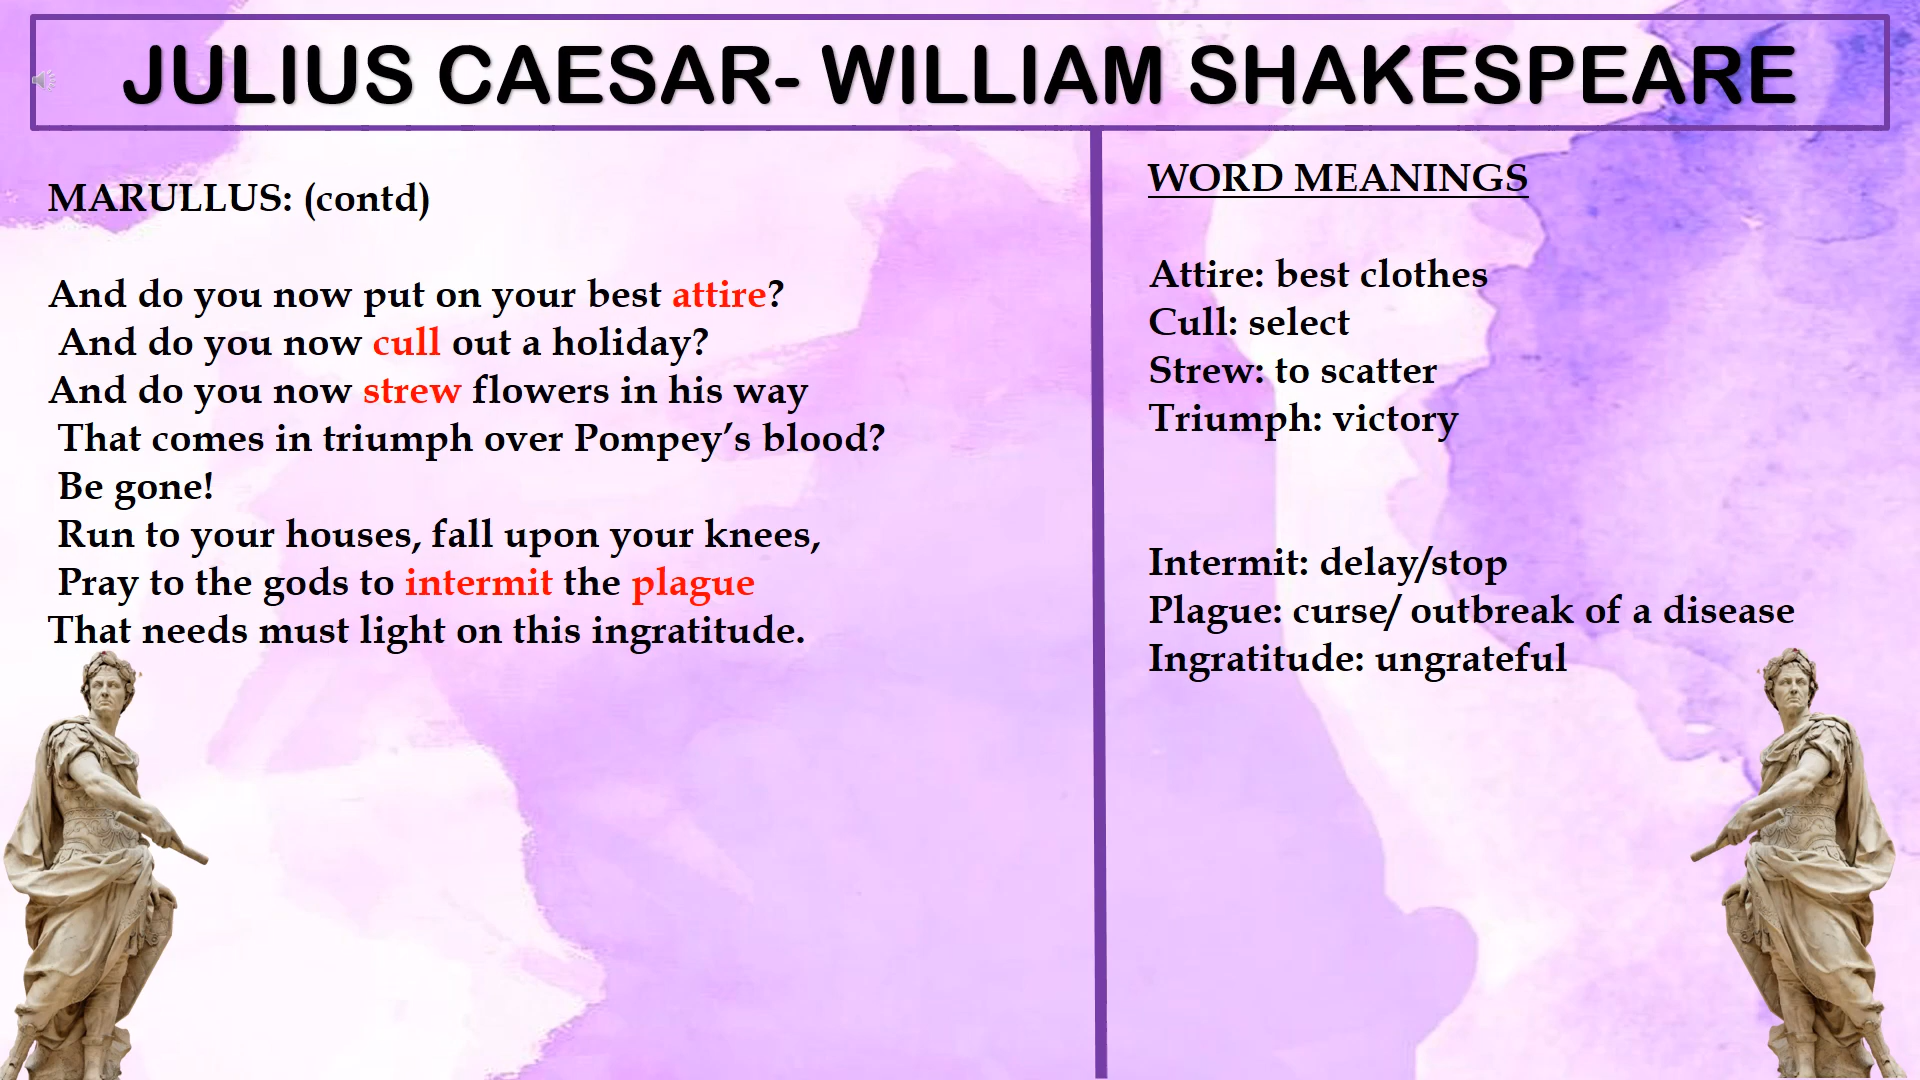 JULIUS CAESAR- WILLIAM SHAKESPEARE
MARULLUS: (contd)
And do you now put on your best attire?
And do you now cull out a holiday?
And do you now strew flowers in his way
That comes in triumph over Pompey’s blood?
Be gone!
Run to your houses, fall upon your knees,
Pray to the gods to intermit the plague
That needs must light on this ingratitude.
WORD MEANINGS
Attire: best clothes
Cull: select
Strew: to scatter
Triumph: victory
Intermit: delay/stop
Plague: curse/ outbreak of a disease
Ingratitude: ungrateful